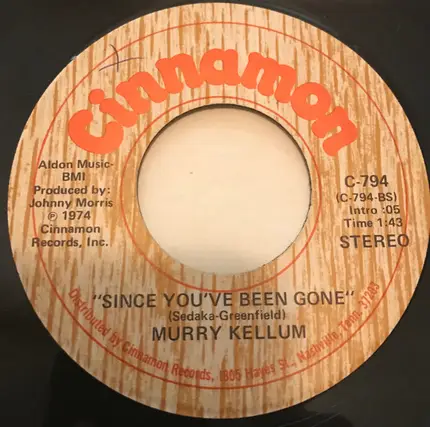 Cinnamon
Aldon Music-
BMI
Produced by:
Johnny Morris
℗ 1974
Cinnamon
Records, Inc.
C-794
(C-794-BS)
Intro :05
Time 1:43
STEREO
"SINCE YOU'VE BEEN GONE"
(Sedaka-Greenfield)
MURRY KELLUM
Distributed by Cinnamon Records, 1805 Hayes St., Nashville, Tenn. 37203